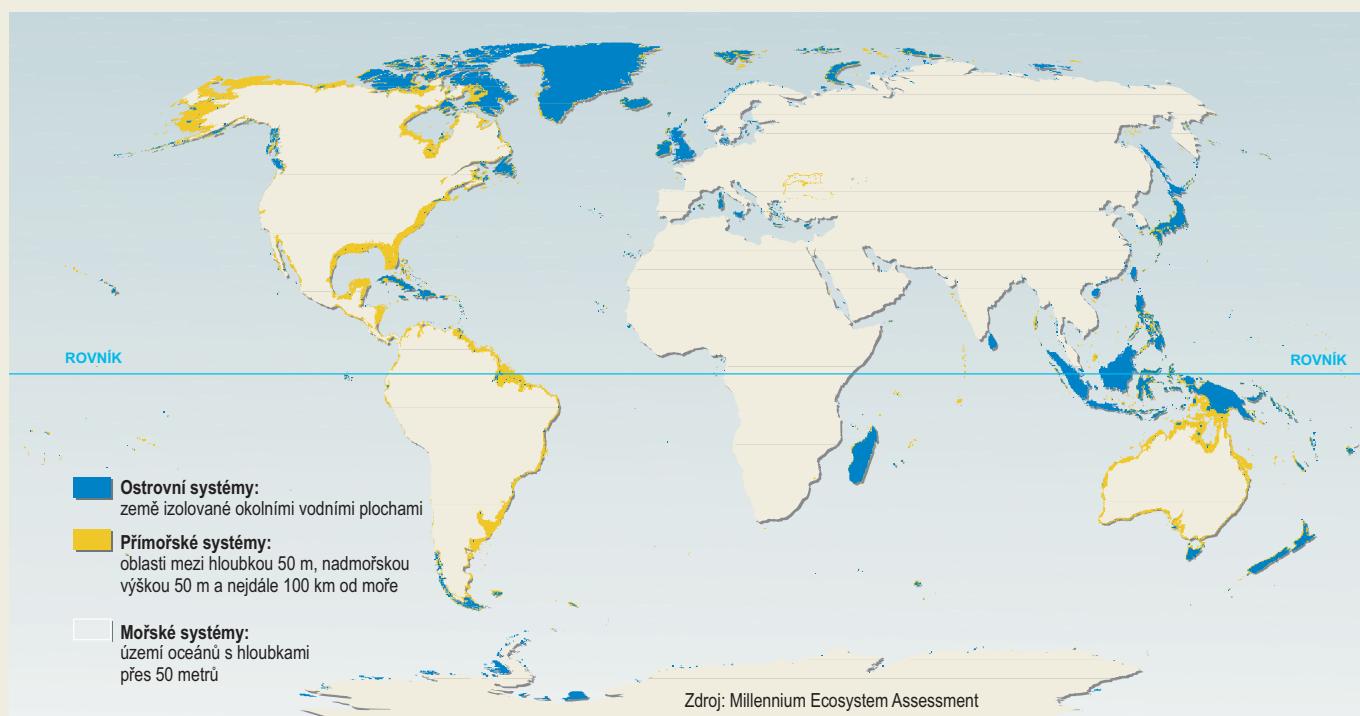 ROVNÍK
ROVNÍK
Ostrovní systémy:
země izolované okolními vodními plochami
Přímořské systémy:
oblasti mezi hloubkou 50 m, nadmořskou
výškou 50 m a nejdále 100 km od moře
Mořské systémy:
území oceánů s hloubkami
přes 50 metrů
Zdroj: Millennium Ecosystem Assessment